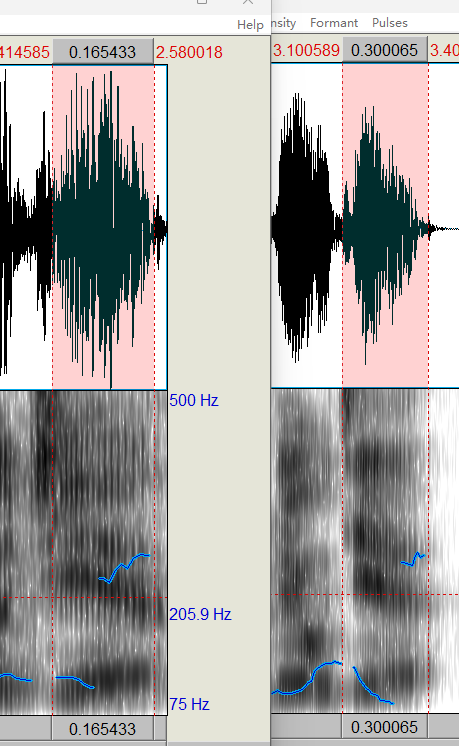 Help
nsity Formant Pulses
414585 0.165433 2.580018
3.100589 0.300065 3.40
500 Hz
205.9 Hz
75 Hz
0.165433
0.300065